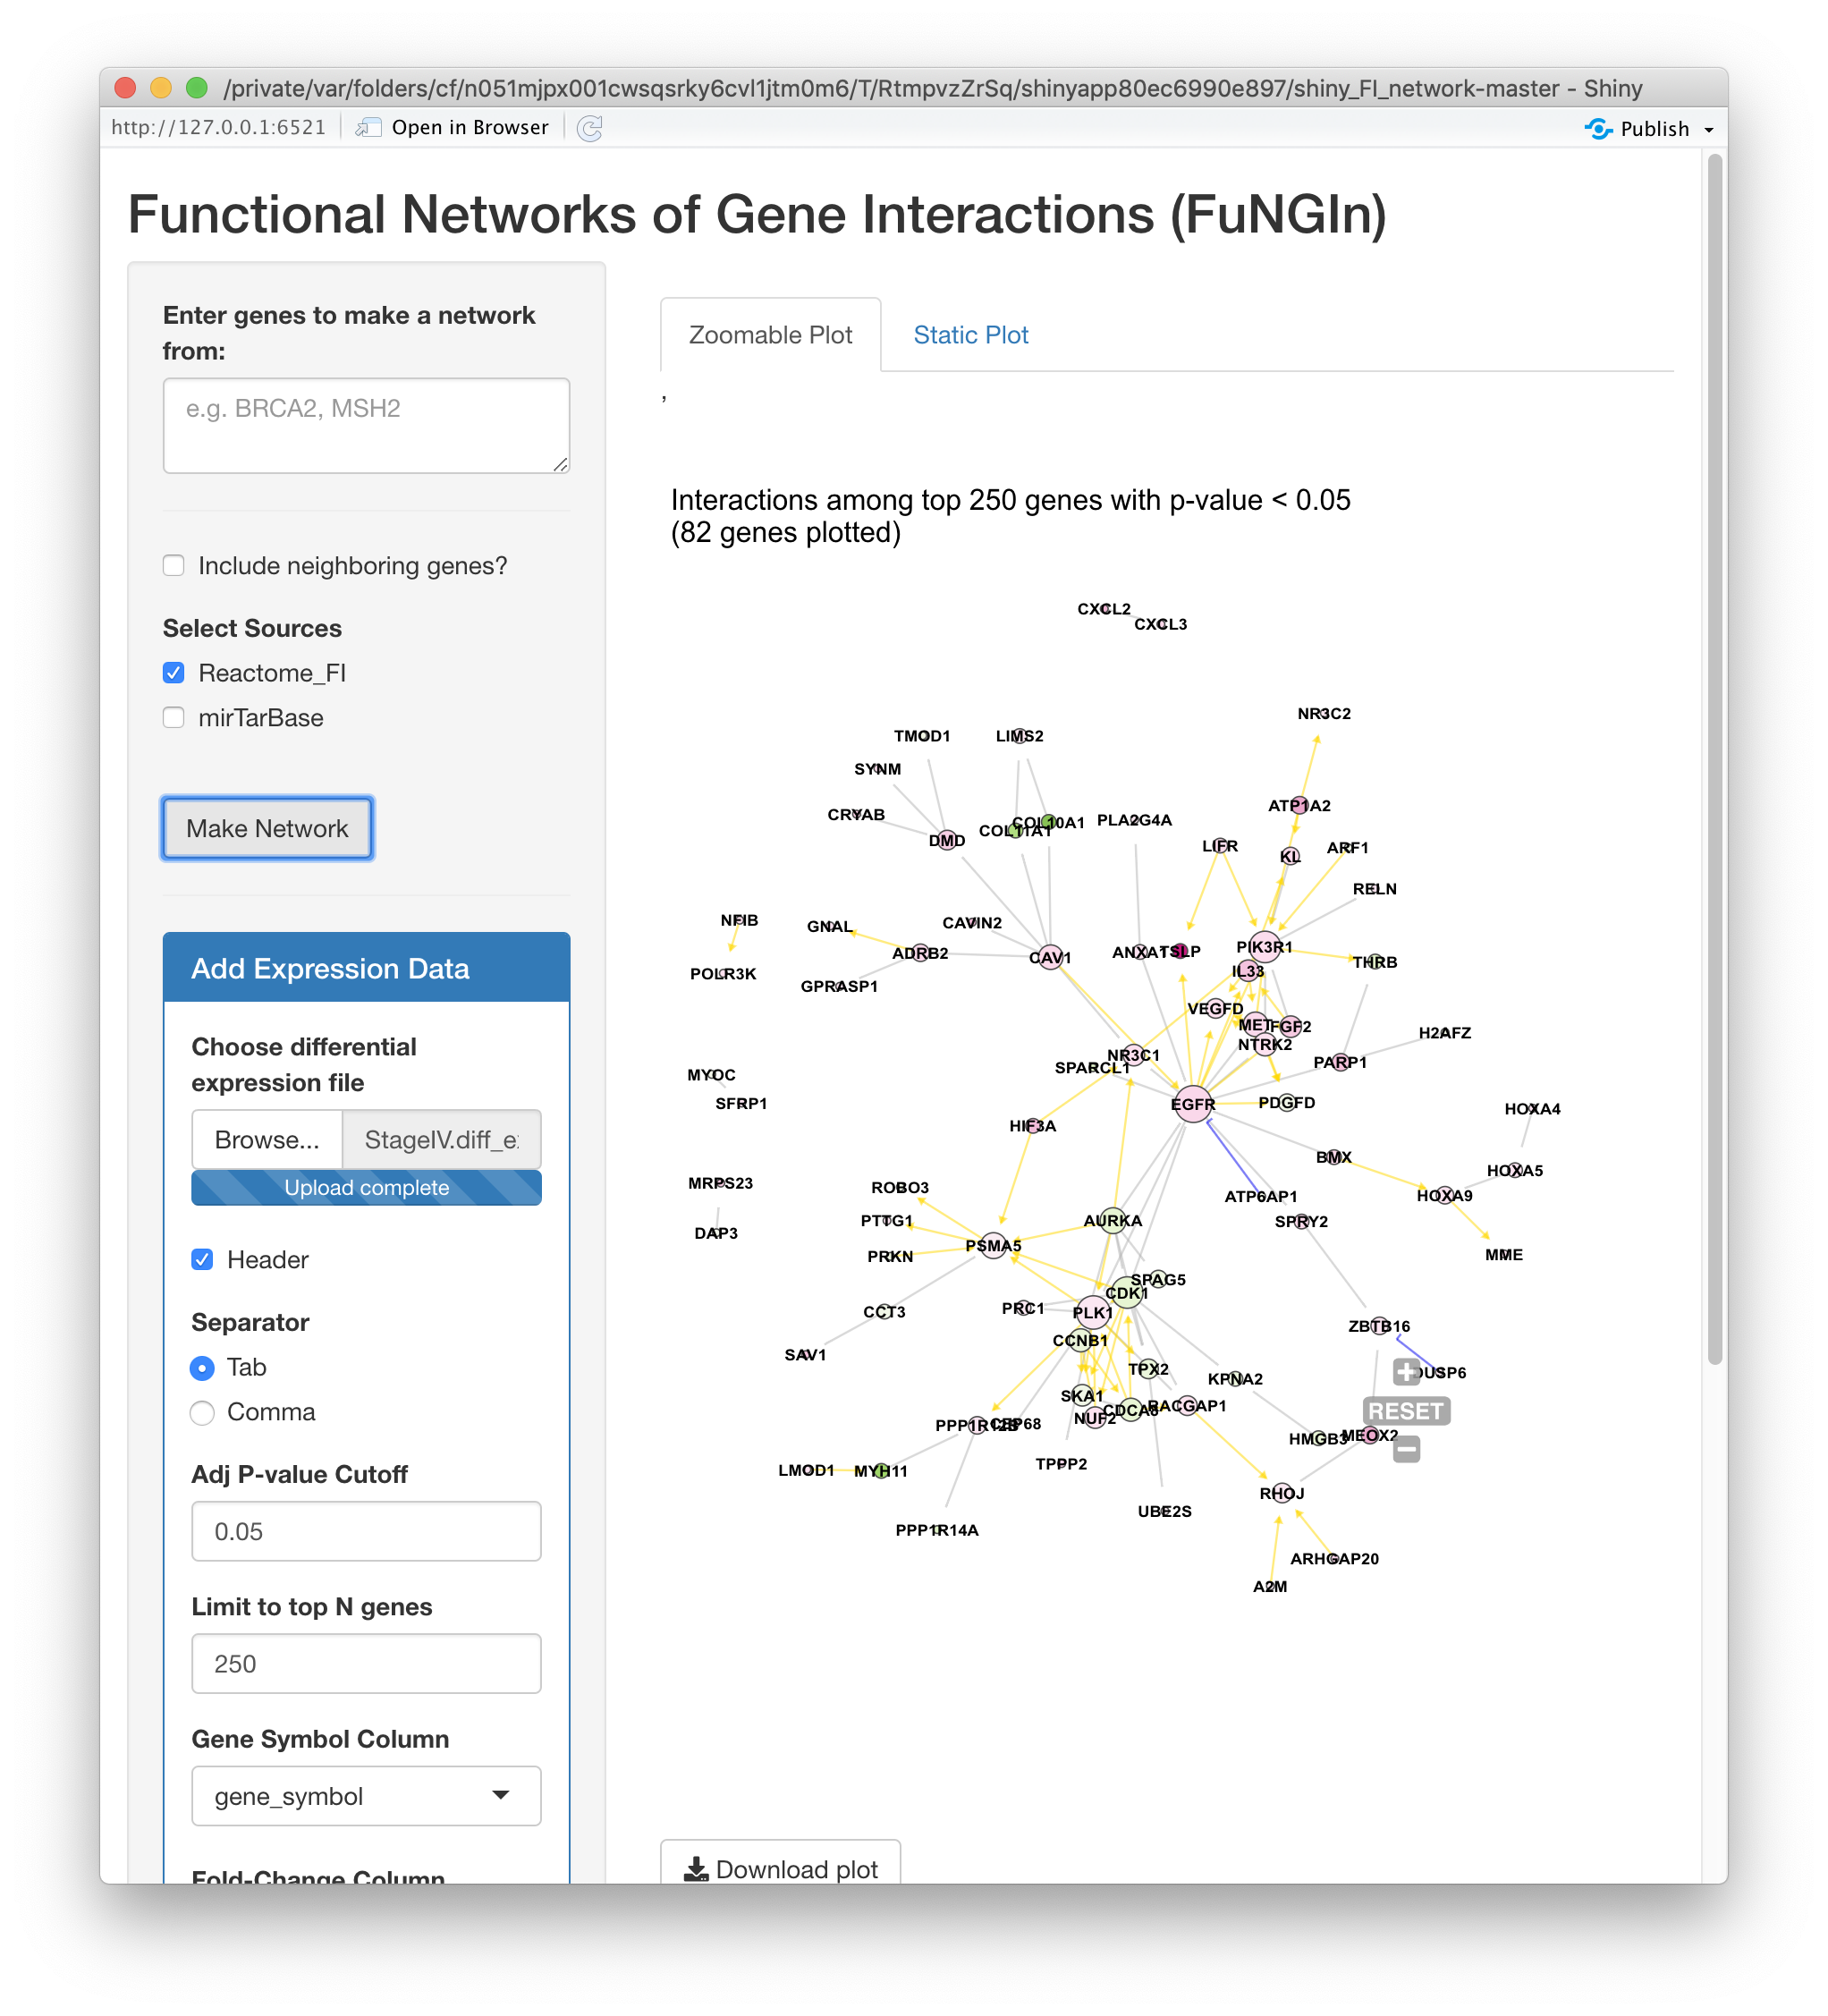 /private/var/folders/cf/n051mjpx001cwsqsrky6cvl1jtm0m6/T/RtmpvzZrSq/shinyapp80ec6990e897/shiny_FI_network-master - Shiny
http://127.0.0.1:6521
Open in Browser
Publish
Functional Networks of Gene Interactions (FuNGIn)
Enter genes to make a network
from:
e.g. BRCA2, MSH2
Include neighboring genes?
Select Sources
Reactome_FI
mirTarBase
Make Network
Add Expression Data
Choose differential
expression file
Browse...
StageIV.diff_e
Upload complete
Header
Separator
Tab
Comma
Adj P-value Cutoff
0.05
Limit to top N genes
250
Gene Symbol Column
gene_symbol
Fold-Change Column
Zoomable Plot
Static Plot
,
Interactions among top 250 genes with p-value < 0.05
(82 genes plotted)
CXCL2
CXCL3
NR3C2
TMOD1
LIMS2
SYNM
ATP1A2
CRYAB
COL10A1
PLA2G4A
COL11A1
DMD
LIFR
KL
ARF1
RELN
NFIB
GNAL
CAVIN2
ADRB2
CAV1
ANXA1
TSLP
PIK3R1
THRB
IL33
POLR3K
GPRASP1
VEGFD
MET
FGF2
H2AFZ
NTRK2
NR3C1
PARP1
SPARCL1
MYOC
SFRP1
EGFR
PDGFD
HOXA4
HIF3A
BMX
HOXA5
MRPS23
ROBO3
ATP6AP1
HOXA9
PTTG1
AURKA
SPRY2
DAP3
PSMA5
PRKN
MME
SPAG5
CDK1
CCT3
PRC1
PLK1
ZBTB16
CCNB1
SAV1
TPX2
KPNA2
DUSP6
SKA1
CDCA8
RACGAP1
NUF2
RESET
PPP1R12B
CEP68
HMGB3
MEOX2
TPPP2
LMOD1
MYH11
RHOJ
UBE2S
PPP1R14A
ARHGAP20
A2M
Download plot